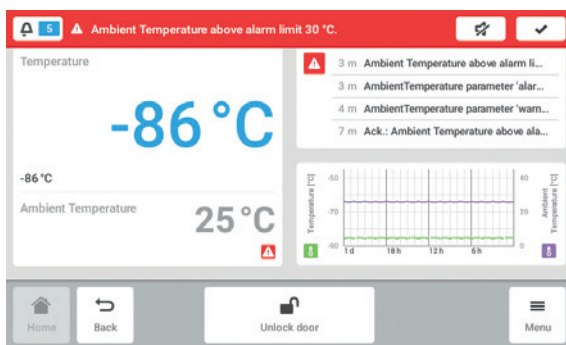 5 Ambient Temperature above alarm limit 30 °C.
Temperature
-86 °C
-86 °C
Ambient Temperature
25 °C
3 m Ambient Temperature above alarm li...
3 m AmbientTemperature parameter 'alar...
4 m AmbientTemperature parameter 'warn...
7 m Ack.: Ambient Temperature above ala...
Temperature [°C]
-50
-70
-90
1 d 18 h 12 h 6 h
40
20
0
Ambient
Temperature [°C]
Home
Back
Unlock door
Menu